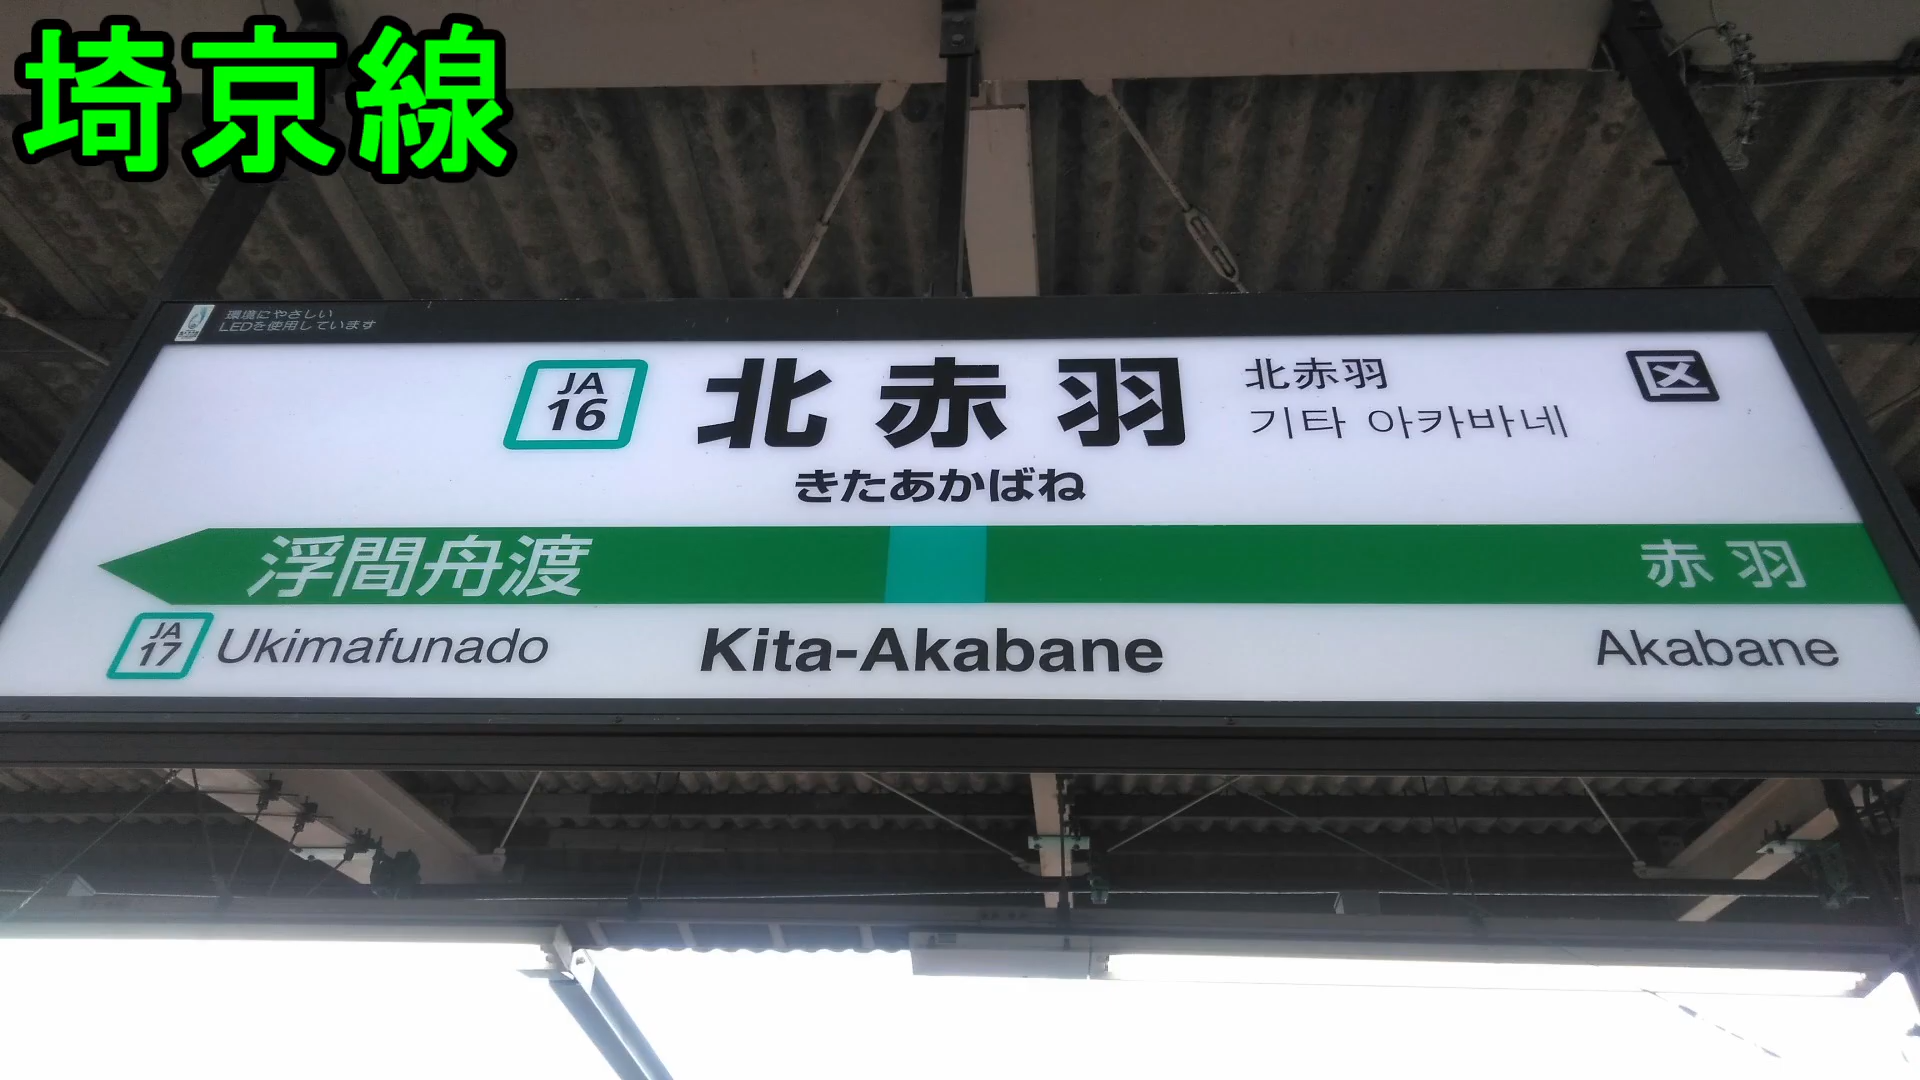 埼京線
環境にやさしい
LEDを使用しています
JA
16
北赤羽
北赤羽
기타 아카바네
区
きたあかばね
浮間舟渡
赤羽
JA
17
Ukimafunado
Kita-Akabane
Akabane